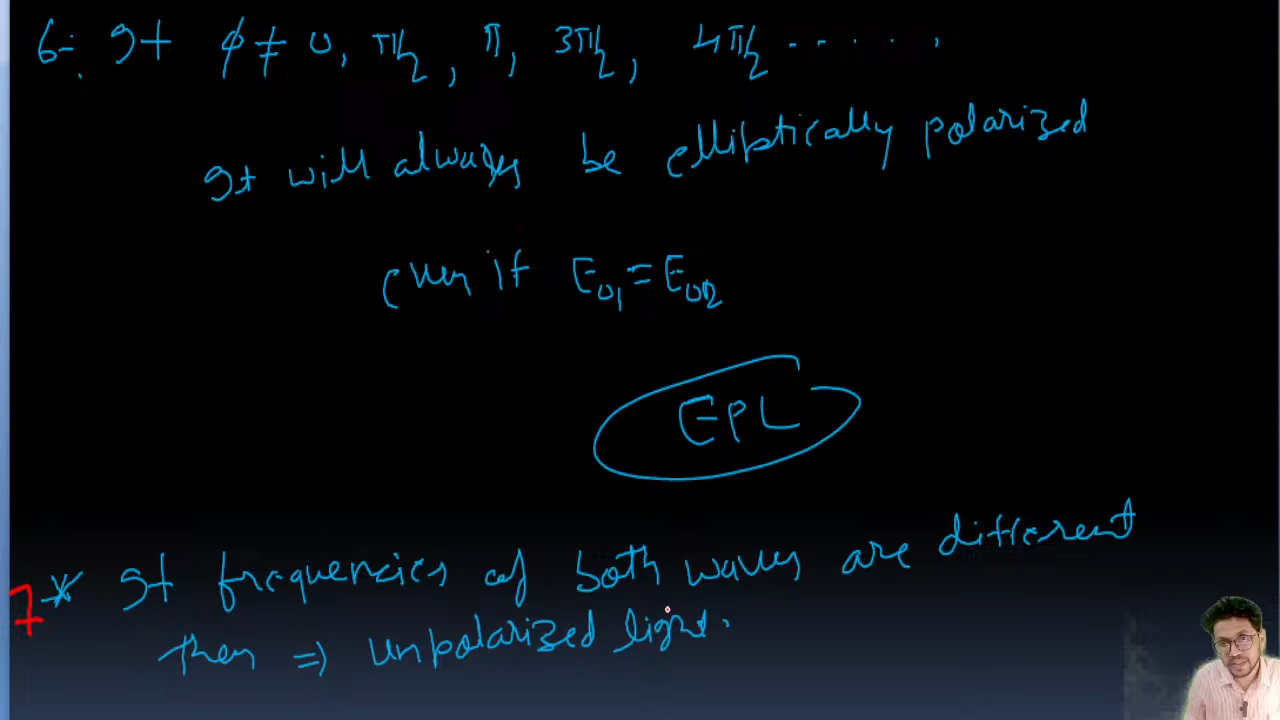 6:- If ϕ ≠ 0, π/2, π, 3π/2, 4π/2 ......
It will always be elliptically polarized
even if E01 = E02
EPL
7 * If frequencies of both waves are different
then ⇒ unpolarized light.